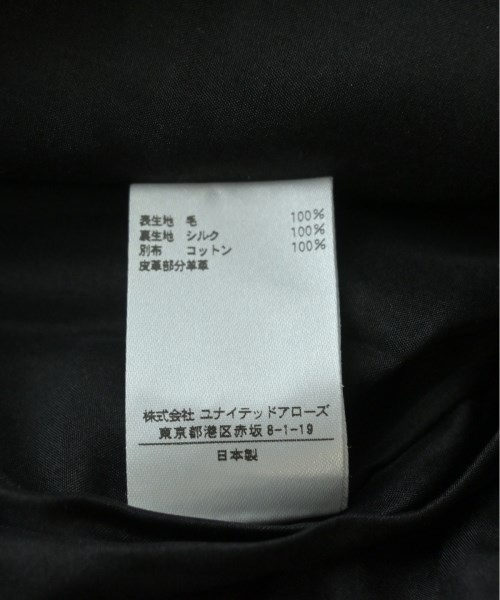 表生地 毛 100%
裏生地 シルク 100%
別布 コットン 100%
皮革部分羊革
株式会社 ユナイテッドアローズ
東京都港区赤坂 8-1-19
日本製